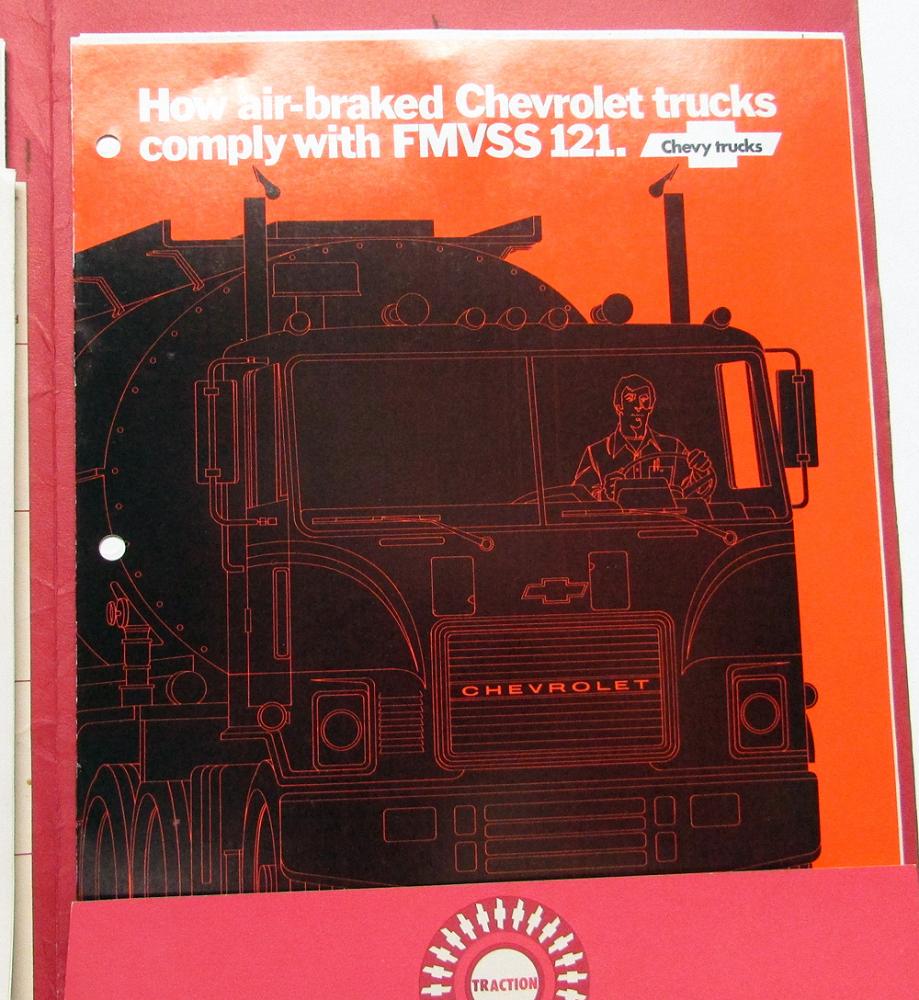 How air-braked Chevrolet trucks
comply with FMVSS 121.
Chevy trucks
CHEVROLET
TRACTION